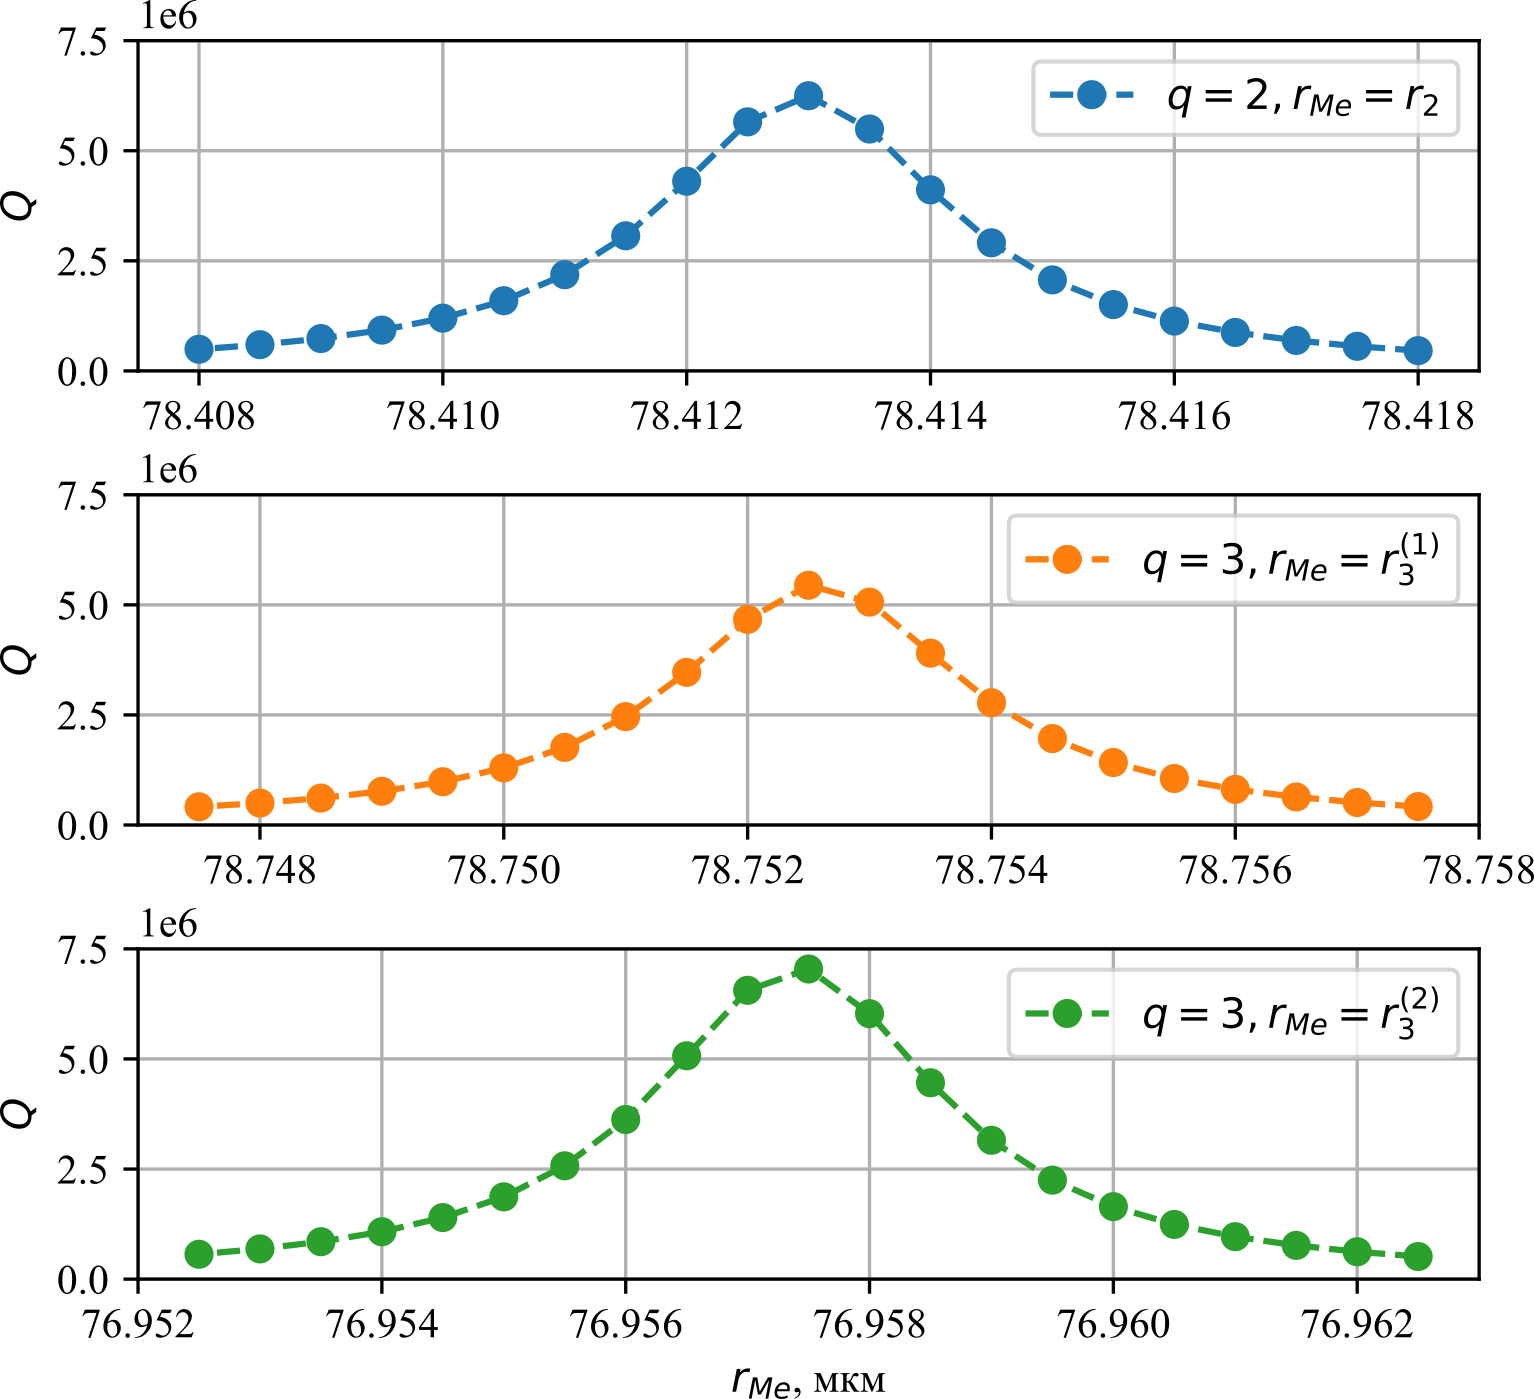 1e6
7.5
5.0
2.5
0.0
Q
q = 2, r_Me = r_2
78.408 78.410 78.412 78.414 78.416 78.418
1e6
7.5
5.0
2.5
0.0
Q
q = 3, r_Me = r_3^(1)
78.748 78.750 78.752 78.754 78.756 78.758
1e6
7.5
5.0
2.5
0.0
Q
q = 3, r_Me = r_3^(2)
76.952 76.954 76.956 76.958 76.960 76.962
r_Me, мкм